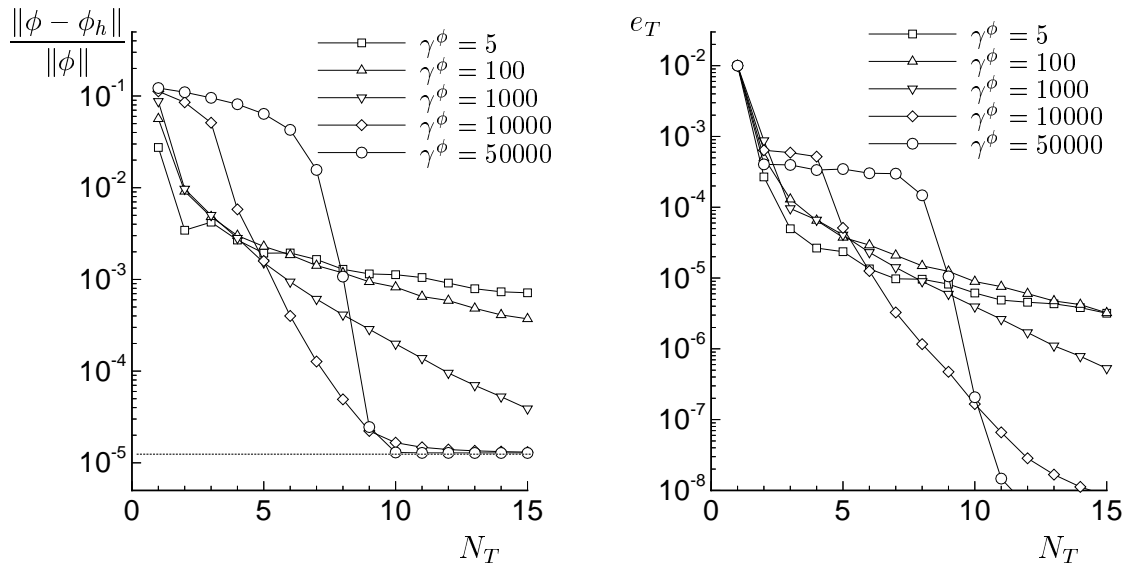 ‖ϕ − ϕₕ‖
‖ϕ‖
γ^ϕ = 5
γ^ϕ = 100
γ^ϕ = 1000
γ^ϕ = 10000
γ^ϕ = 50000
10⁻¹
10⁻²
10⁻³
10⁻⁴
10⁻⁵
0 5 10 15
N_T
e_T
γ^ϕ = 5
γ^ϕ = 100
γ^ϕ = 1000
γ^ϕ = 10000
γ^ϕ = 50000
10⁻²
10⁻³
10⁻⁴
10⁻⁵
10⁻⁶
10⁻⁷
10⁻⁸
0 5 10 15
N_T